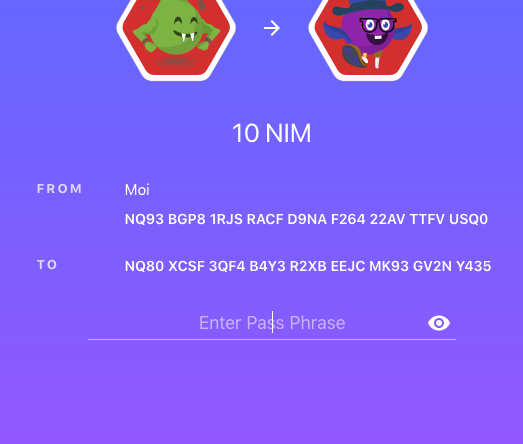 10 NIM
FROM Moi
NQ93 BGP8 1RJS RACF D9NA F264 22AV TTFV USQ0
TO NQ80 XCSF 3QF4 B4Y3 R2XB EEJC MK93 GV2N Y435
Enter Pass Phrase